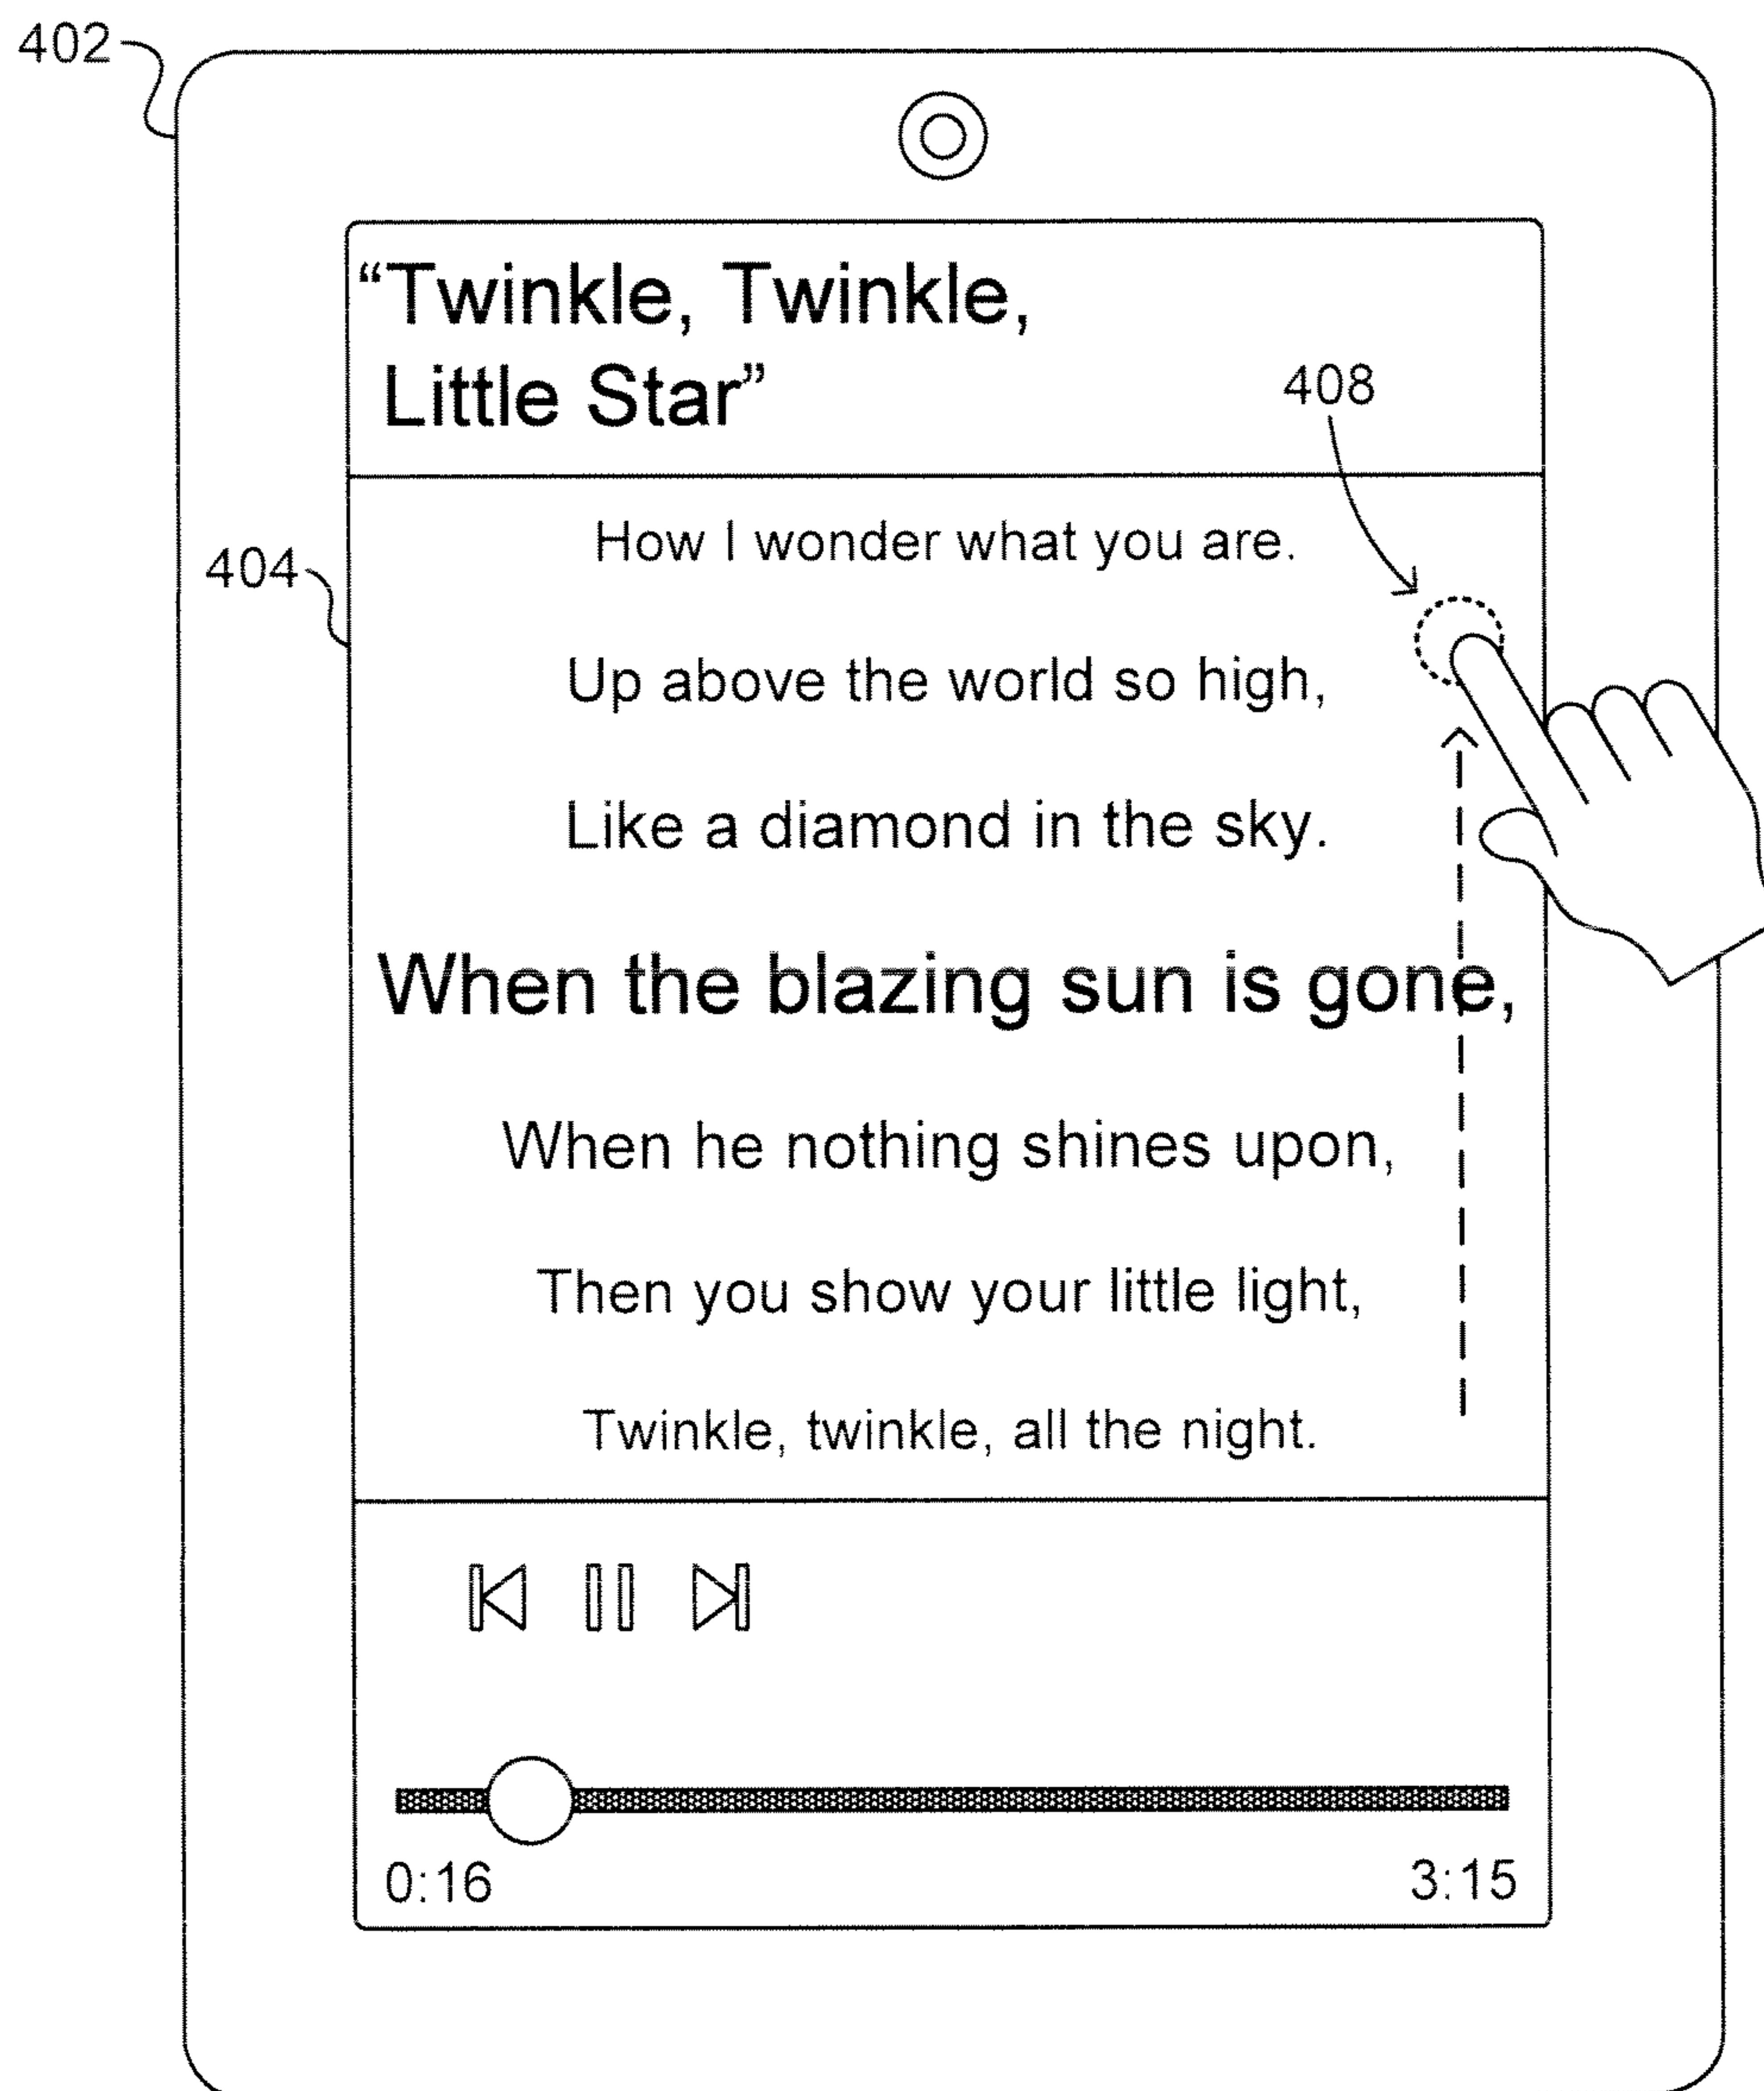 402
“Twinkle, Twinkle,
Little Star”
408
How I wonder what you are.
404
Up above the world so high,
Like a diamond in the sky.
When the blazing sun is gone,
When he nothing shines upon,
Then you show your little light,
Twinkle, twinkle, all the night.
0:16
3:15